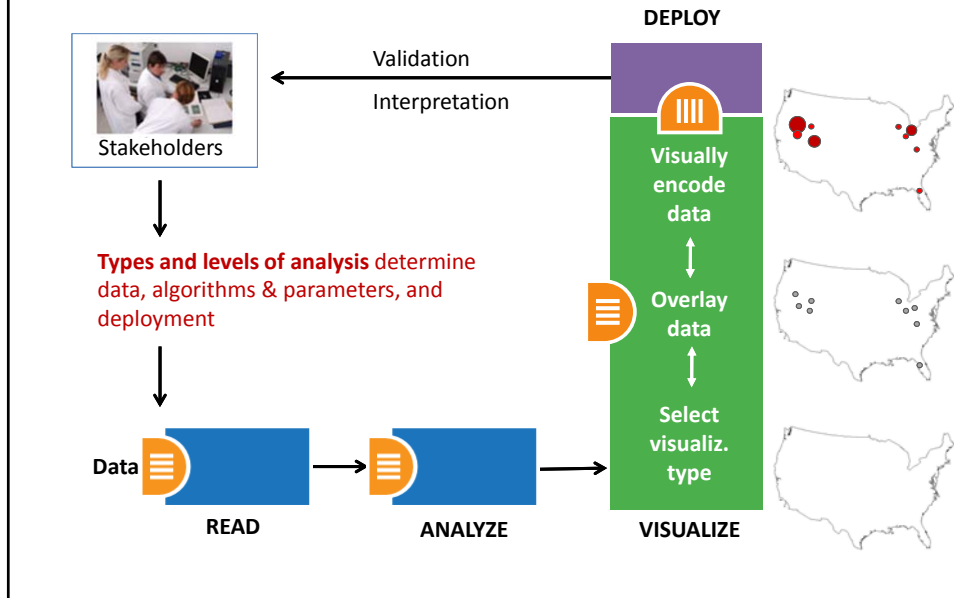 DEPLOY
Validation
Interpretation
Stakeholders
Visually
encode
data
Types and levels of analysis determine
data, algorithms & parameters, and
deployment
Overlay
data
Select
visualiz.
type
Data
READ
ANALYZE
VISUALIZE